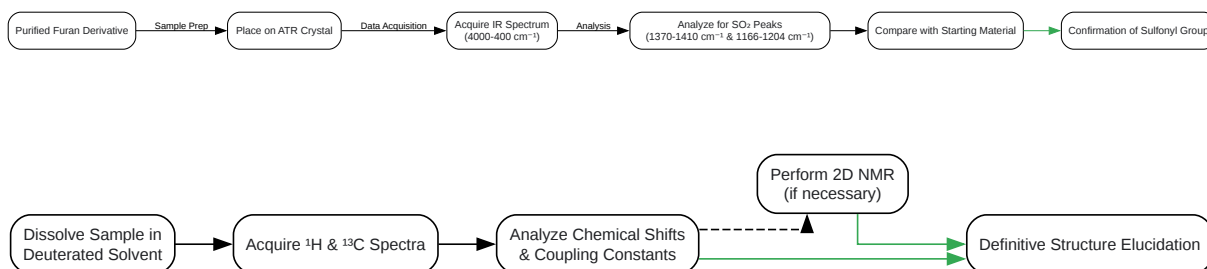 Purified Furan Derivative
Sample Prep
Place on ATR Crystal
Data Acquisition
Acquire IR Spectrum
(4000-400 cm⁻¹)
Analysis
Analyze for SO₂ Peaks
(1370-1410 cm⁻¹ & 1166-1204 cm⁻¹)
Compare with Starting Material
Confirmation of Sulfonyl Group
Dissolve Sample in
Deuterated Solvent
Acquire ¹H & ¹³C Spectra
Analyze Chemical Shifts
& Coupling Constants
Perform 2D NMR
(if necessary)
Definitive Structure Elucidation